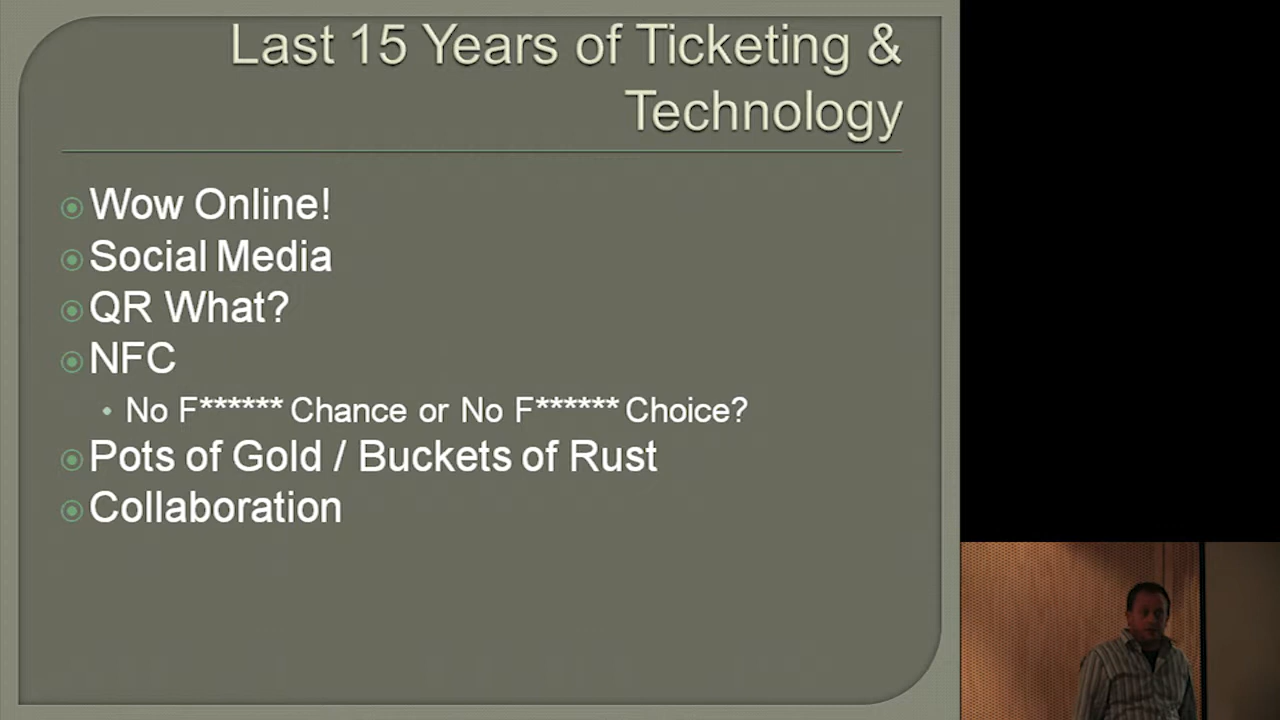 Last 15 Years of Ticketing &
Technology
Wow Online!
Social Media
QR What?
NFC
No F****** Chance or No F****** Choice?
Pots of Gold / Buckets of Rust
Collaboration